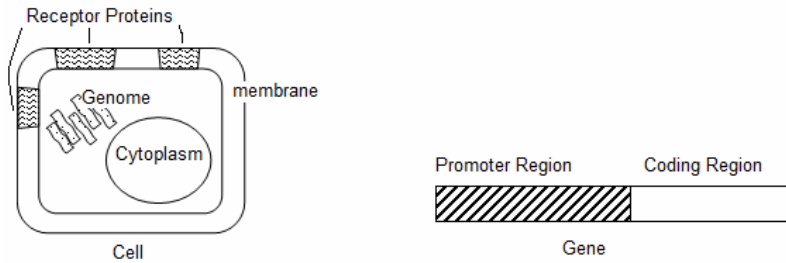 Receptor Proteins
Genome
membrane
Cytoplasm
Cell
Promoter Region
Coding Region
Gene